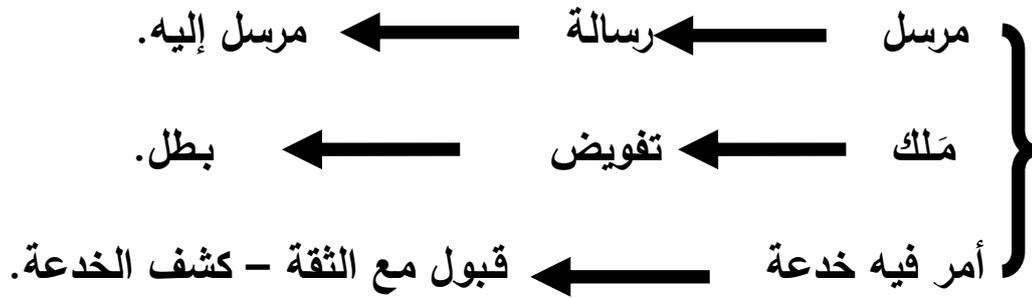 مرسل رسالة مرسل إليه.
مَلك تفويض بطل.
أمر فيه خدعة قبول مع الثقة – كشف الخدعة.